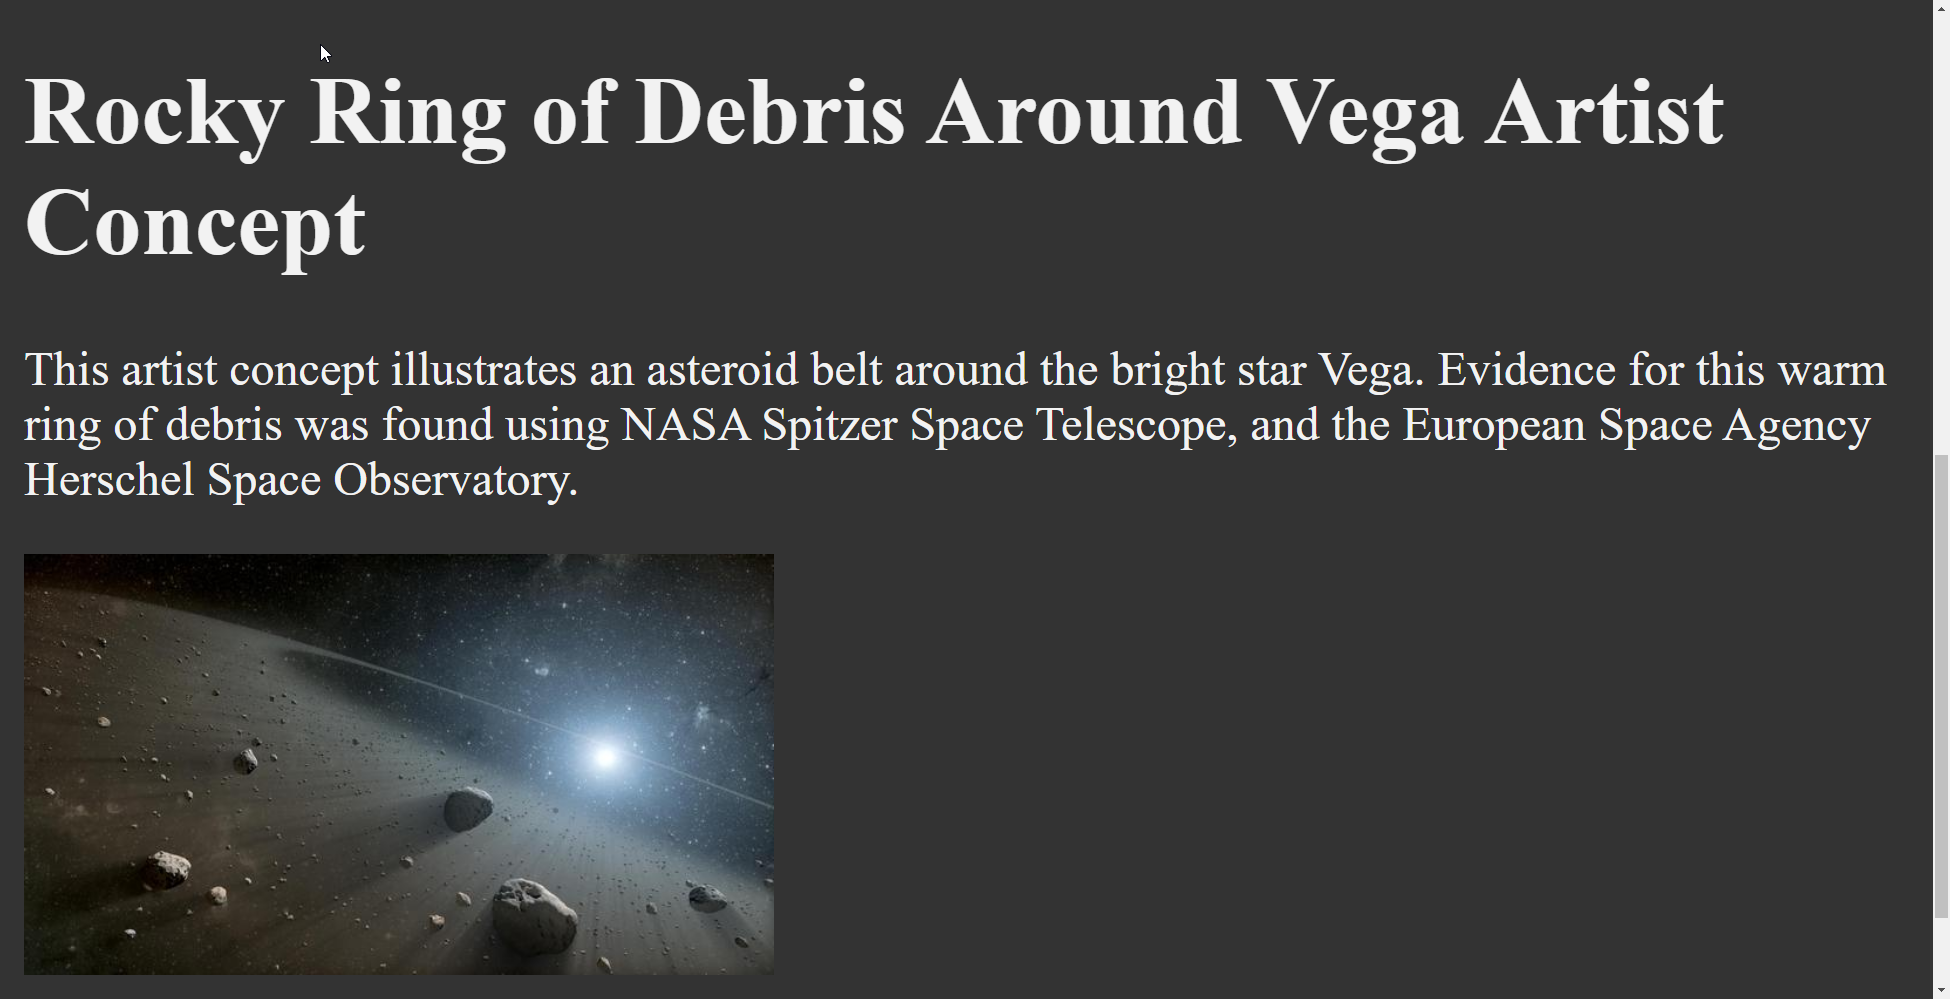 Rocky Ring of Debris Around Vega Artist
Concept
This artist concept illustrates an asteroid belt around the bright star Vega. Evidence for this warm
ring of debris was found using NASA Spitzer Space Telescope, and the European Space Agency
Herschel Space Observatory.